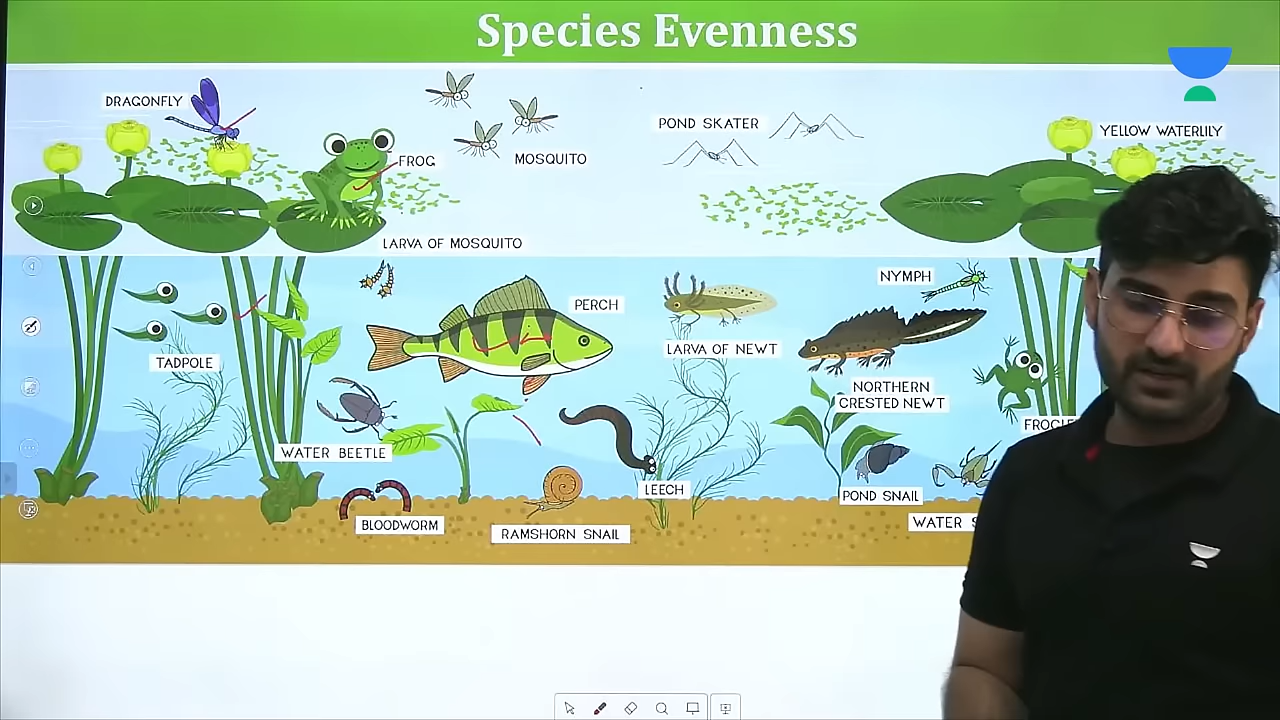 Species Evenness
DRAGONFLY
FROG
MOSQUITO
POND SKATER
YELLOW WATERLILY
LARVA OF MOSQUITO
TADPOLE
PERCH
LARVA OF NEWT
NYMPH
NORTHERN
CRESTED NEWT
WATER BEETLE
BLOODWORM
RAMSHORN SNAIL
LEECH
POND SNAIL
WATER